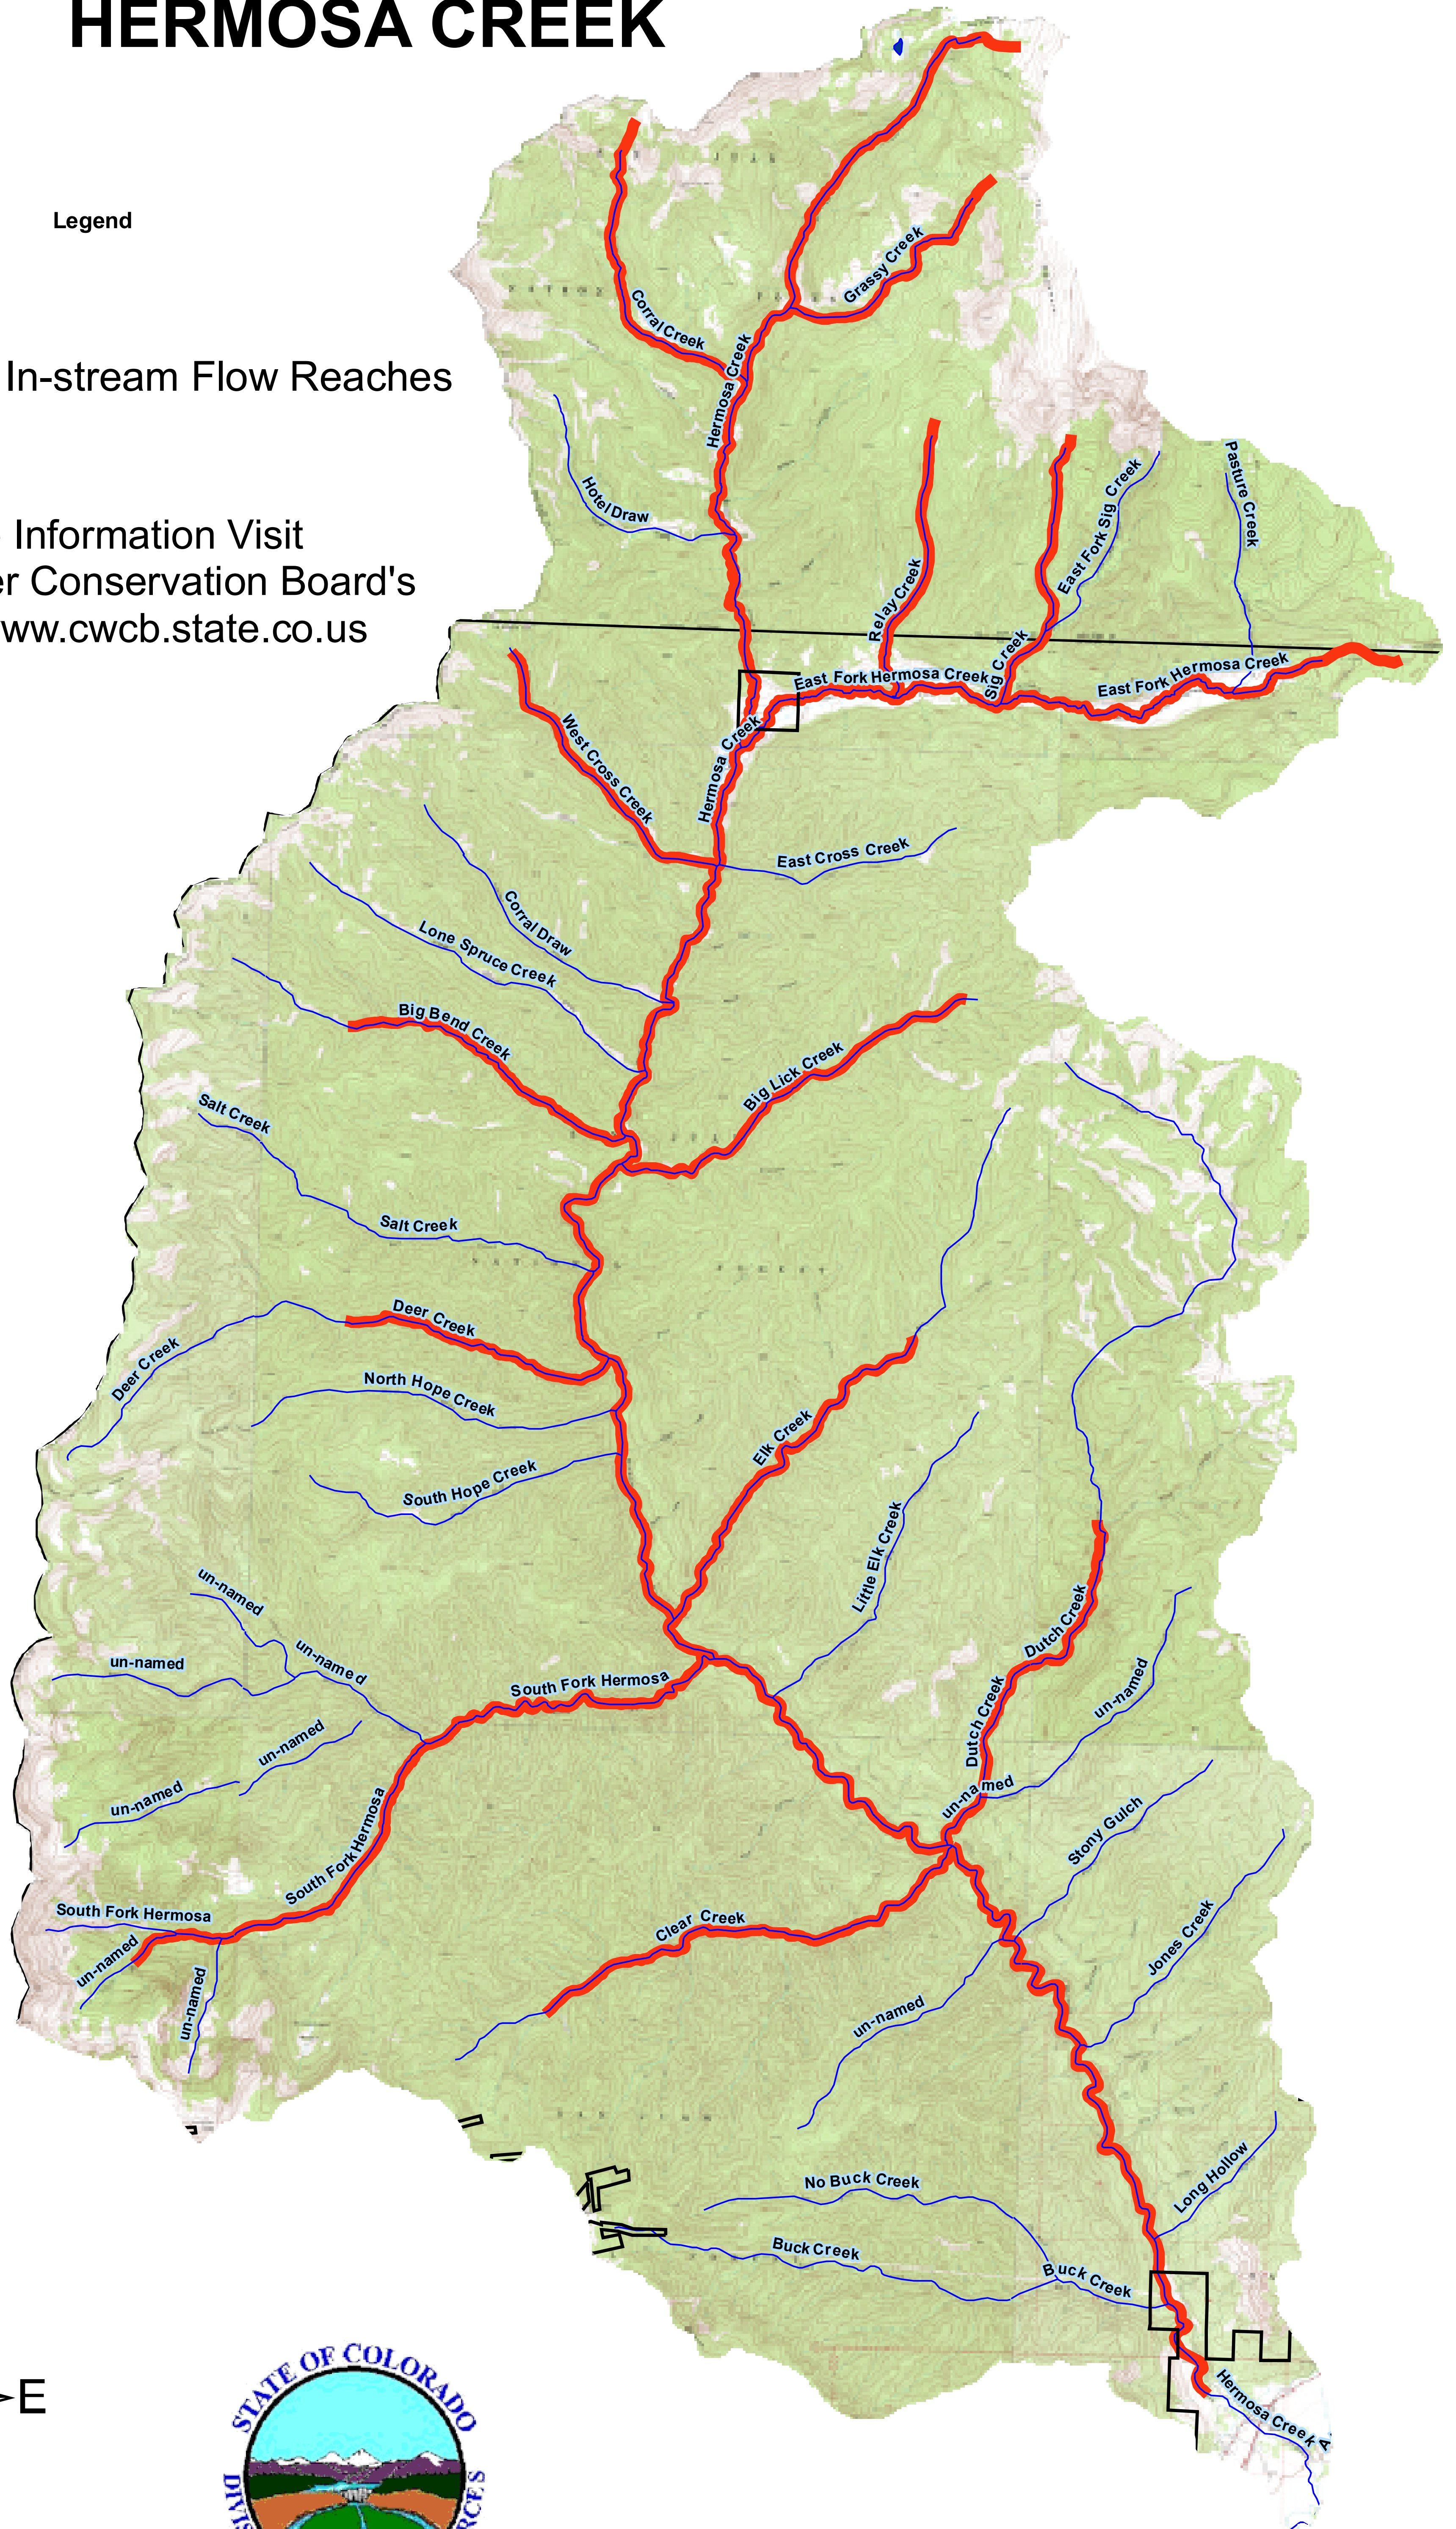 HERMOSA CREEK
Legend
In-stream Flow Reaches
Information Visit
er Conservation Board's
ww.cwcb.state.co.us
Corral Creek
Grassy Creek
Hermosa Creek
Hotel Draw
Relay Creek
East Fork Sig Creek
Pasture Creek
Sig Creek
East Fork Hermosa Creek
East Fork Hermosa Creek
West Cross Creek
Hermosa Creek
East Cross Creek
Corral Draw
Lone Spruce Creek
Big Bend Creek
Big Lick Creek
Salt Creek
Salt Creek
Deer Creek
Deer Creek
North Hope Creek
South Hope Creek
Elk Creek
Little Elk Creek
Dutch Creek
Dutch Creek
un-named
un-named
un-named
un-named
un-named
un-named
South Fork Hermosa
South Fork Hermosa
South Fork Hermosa
un-named
un-named
un-named
Stony Gulch
Jones Creek
Clear Creek
un-named
Long Hollow
No Buck Creek
Buck Creek
Buck Creek
Hermosa Creek
A.
E
STATE OF COLORADO
DIVIS
RCES